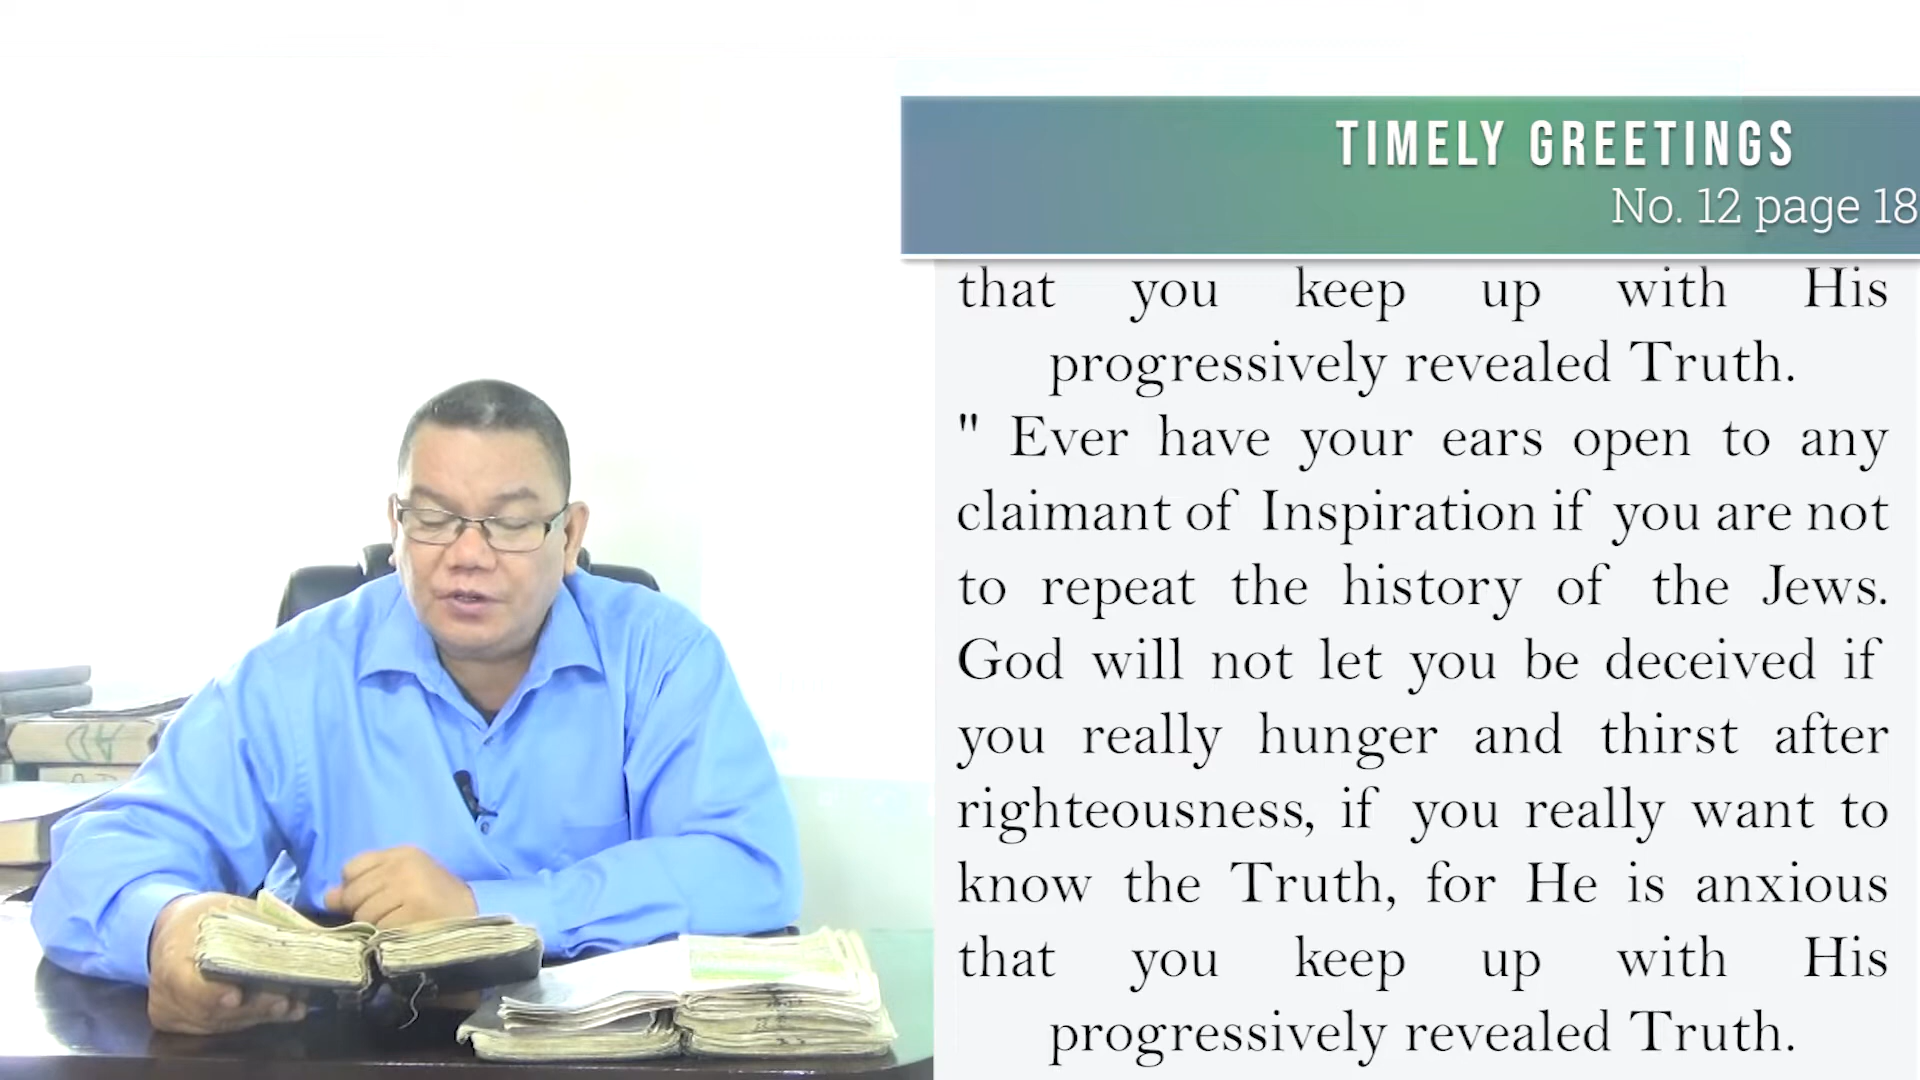 TIMELY GREETINGS
No. 12 page 18
that you keep up with His
progressively revealed Truth.
" Ever have your ears open to any
claimant of Inspiration if you are not
to repeat the history of the Jews.
God will not let you be deceived if
you really hunger and thirst after
righteousness, if you really want to
know the Truth, for He is anxious
that you keep up with His
progressively revealed Truth.